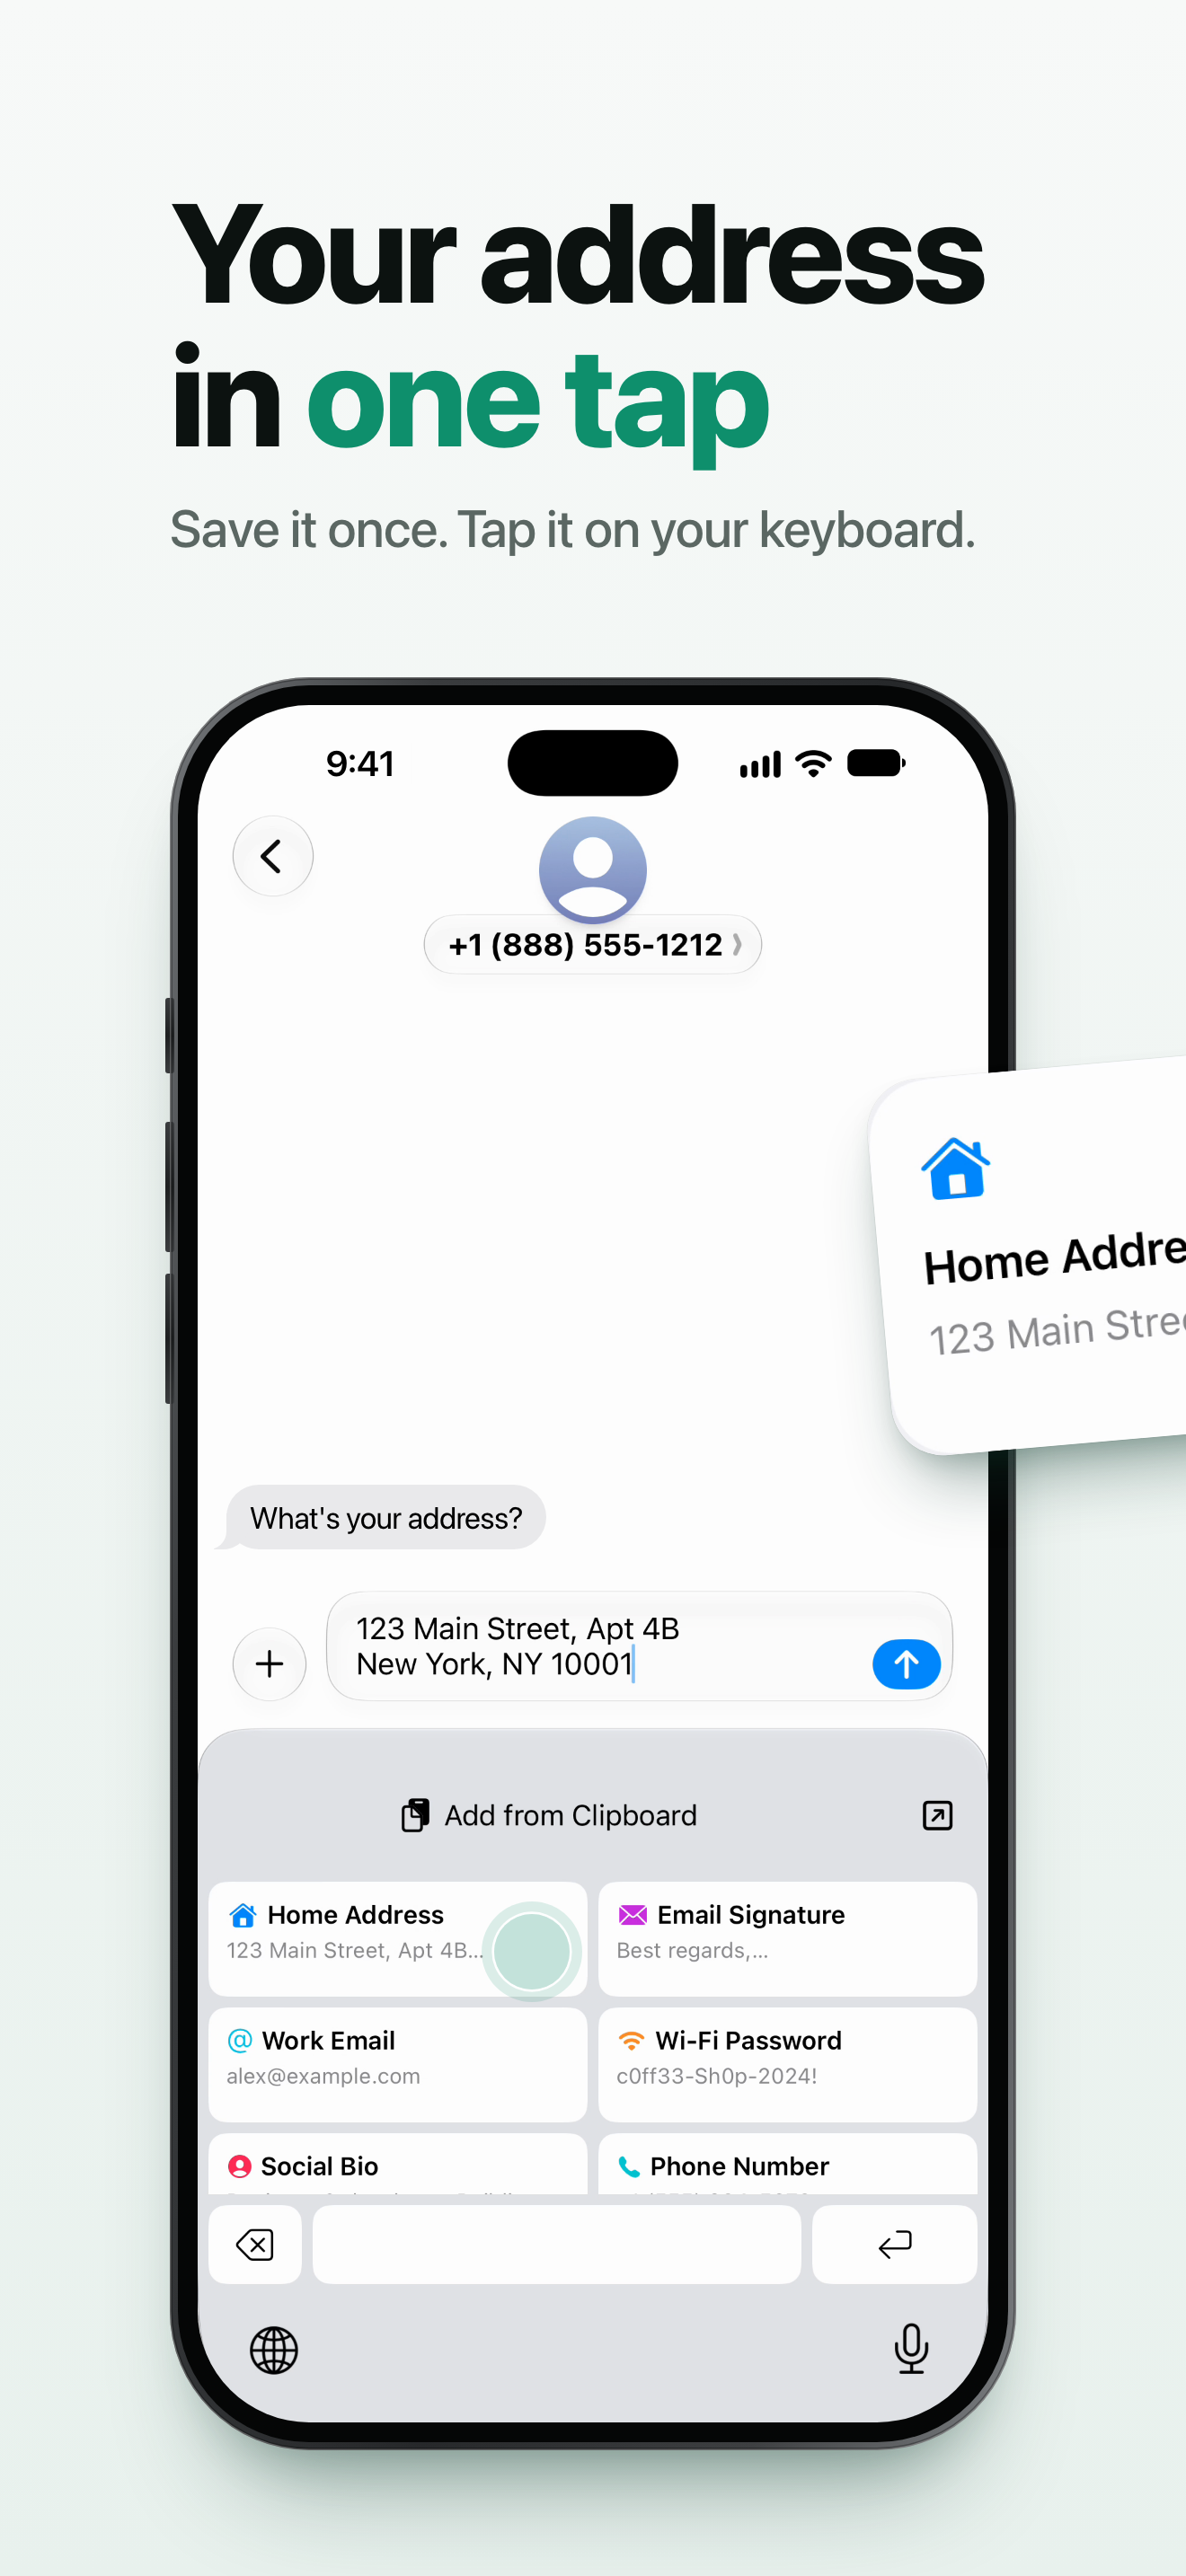 Your address
in one tap
Save it once. Tap it on your keyboard.
9:41
+1 (888) 555-1212
Home Addre
123 Main Stree
What's your address?
123 Main Street, Apt 4B
New York, NY 10001
Add from Clipboard
Home Address
123 Main Street, Apt 4B...
Email Signature
Best regards,...
@ Work Email
alex@example.com
Wi-Fi Password
c0ff33-Sh0p-2024!
Social Bio
Phone Number